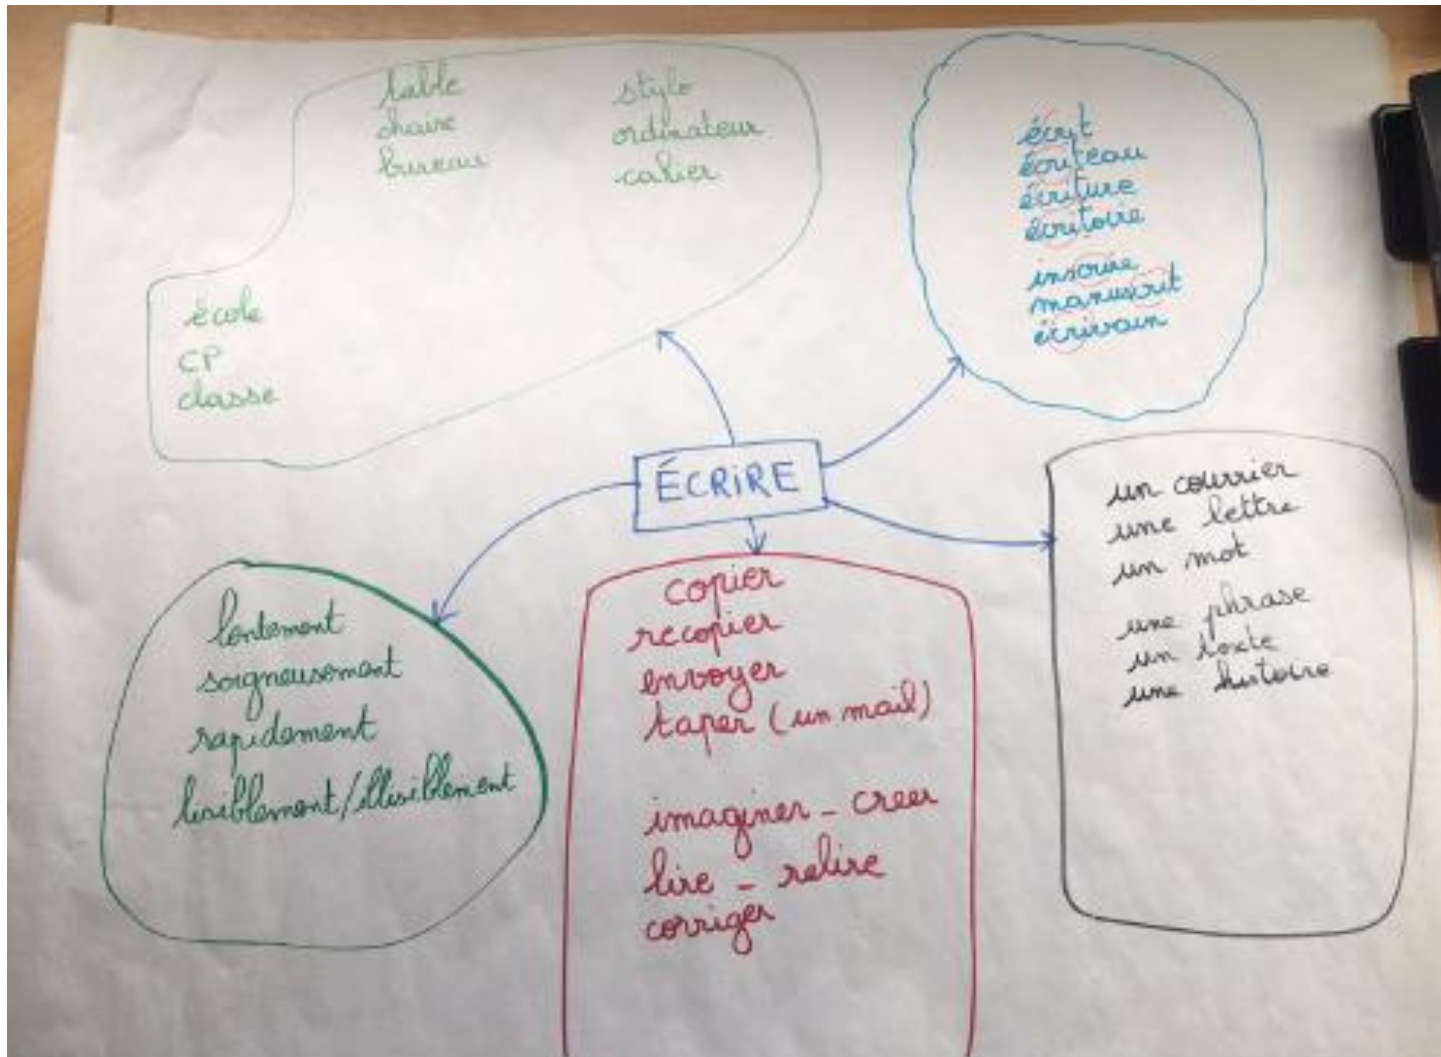 table
chaise
bureau
stylo
ordinateur
cahier
école
CP
classe
écrit
écriteau
écriture
écritoire
inscrire
manuscrit
écrivain
ÉCRIRE
un courrier
une lettre
un mot
une phrase
un texte
une histoire
lentement
soigneusement
rapidement
lisiblement/illisiblement
copier
recopier
envoyer
taper (un mail)
imaginer - creer
lire - relire
corriger